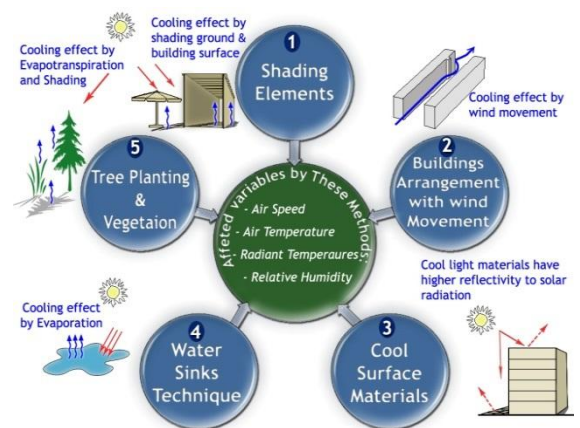 Cooling effect by
Evapotranspiration
and Shading
Cooling effect by
shading ground &
building surface
1
Shading
Elements
Cooling effect by
wind movement
2
Buildings
Arrangement
with wind
Movement
5
Tree Planting
&
Vegetaion
Affeted variables by These Methods:
- Air Speed
- Air Temperature
- Radiant Temperaures
- Relative Humidity
Cool light materials have
higher reflectivity to solar
radiation
Cooling effect
by Evaporation
4
Water
Sinks
Technique
3
Cool
Surface
Materials